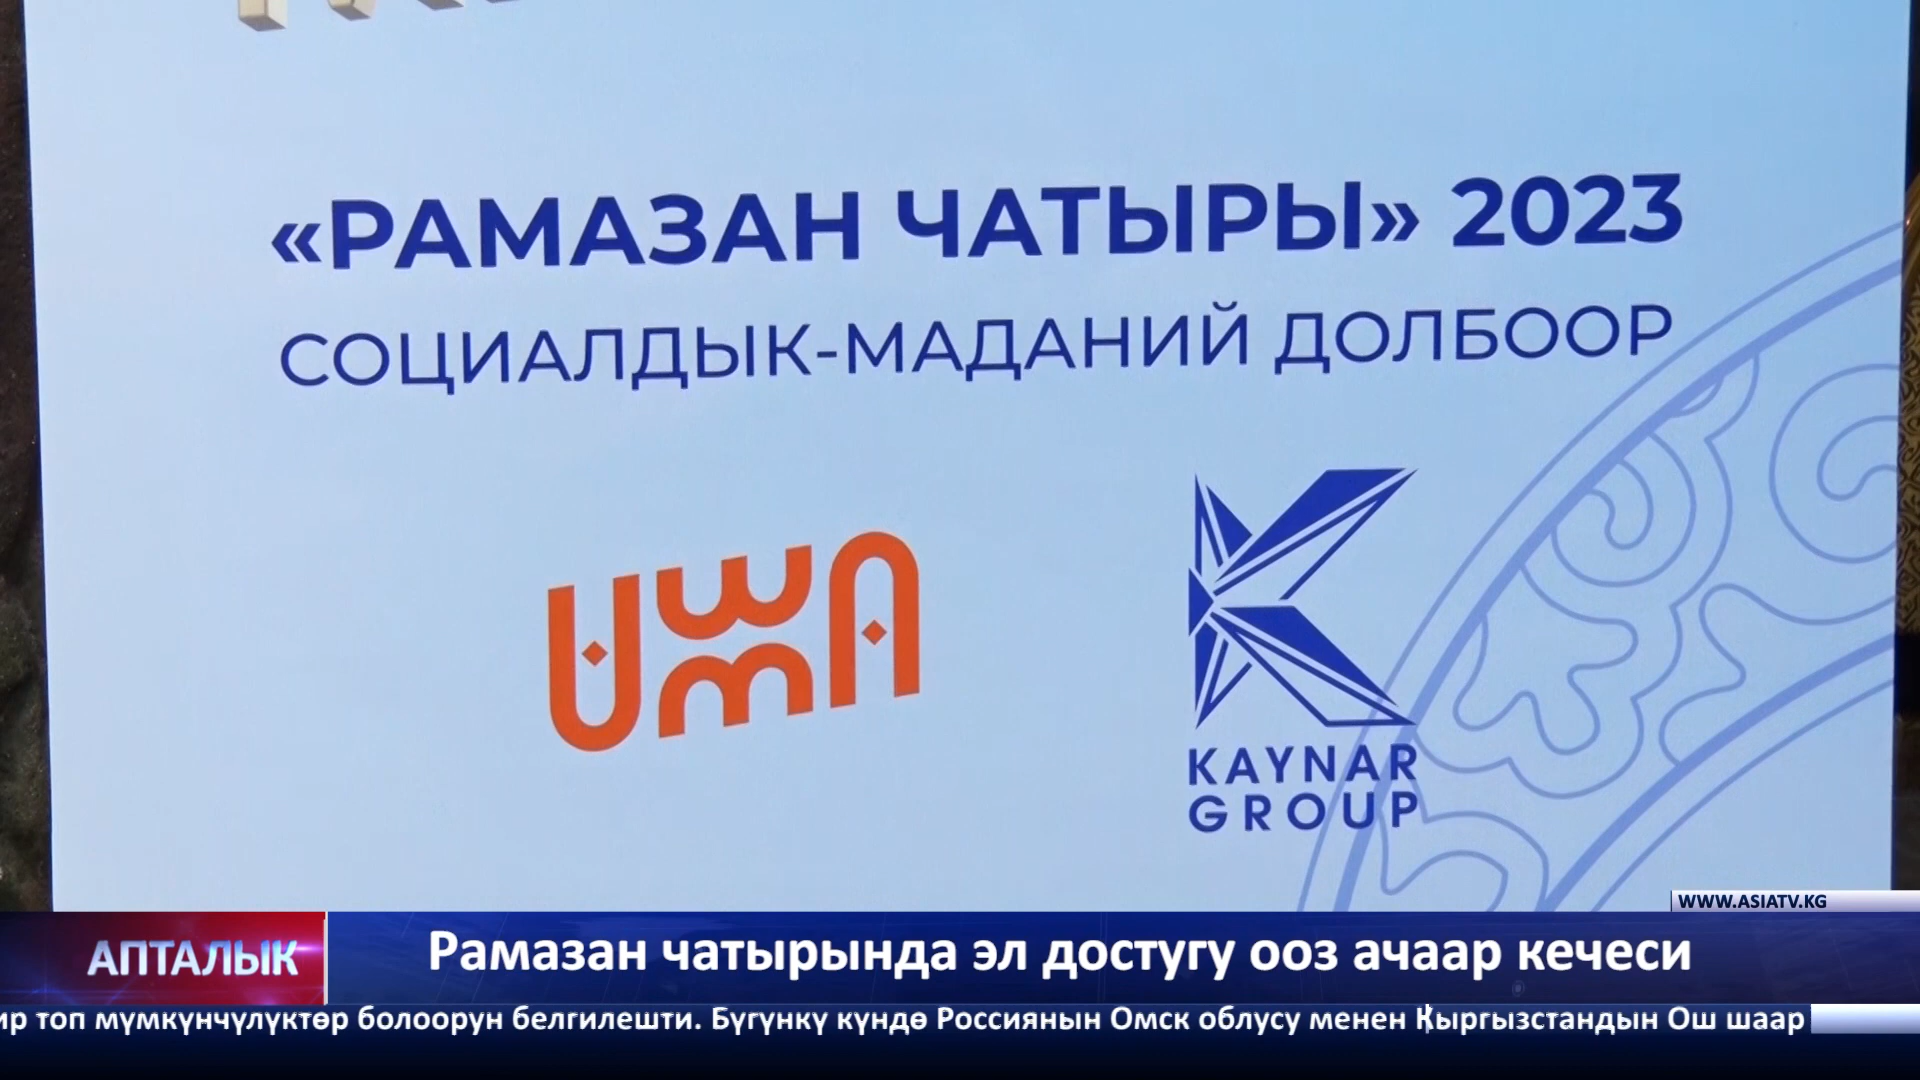 «РАМАЗАН ЧАТЫРЫ» 2023
СОЦИАЛДЫК-МАДАНИЙ ДОЛБООР
KAYNAR
GROUP
WWW.ASIATV.KG
АПТАЛЫК
Рамазан чатырында эл достугу ооз ачаар кечеси
ир топ мүмкүнчүлүктөр болоорун белгилешти. Бүгүнкү күндө Россиянын Омск облусу менен Кыргызстандын Ош шаар